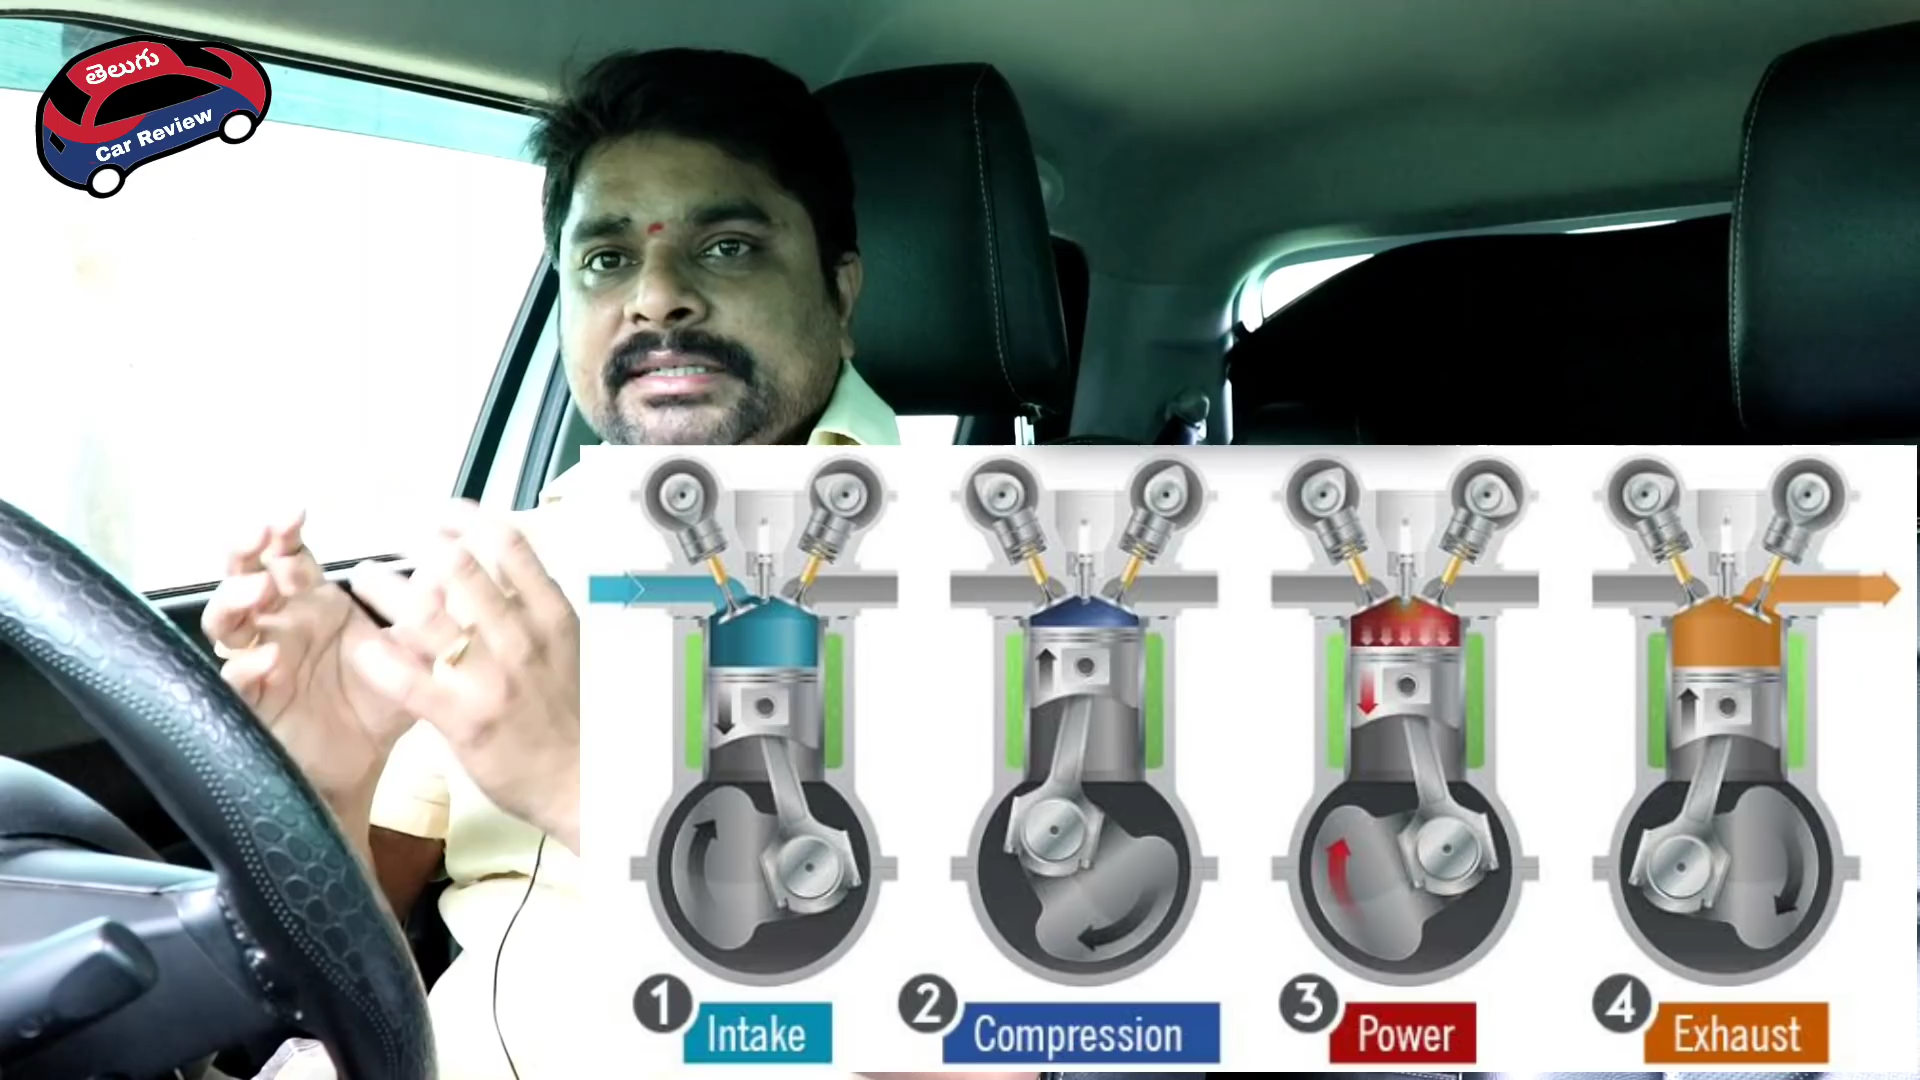 తెలుగు
Car Review
1 Intake
2 Compression
3 Power
4 Exhaust